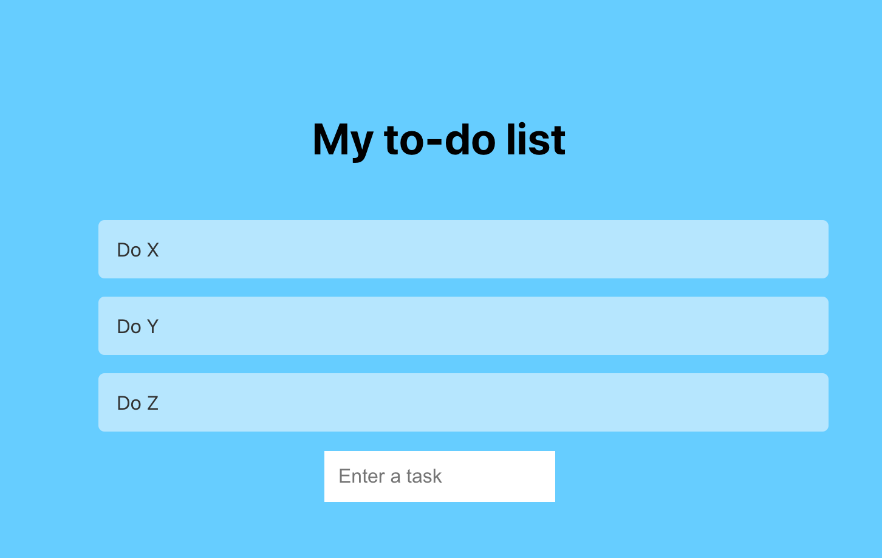 My to-do list
Do X
Do Y
Do Z
Enter a task